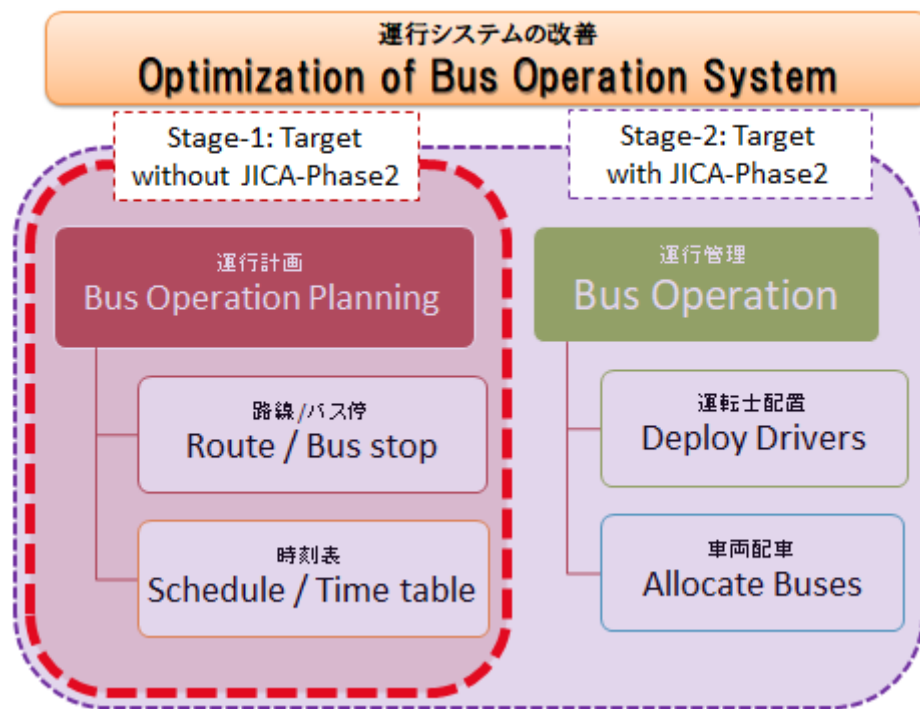 運行システムの改善
Optimization of Bus Operation System
Stage-1: Target
without JICA-Phase2
Stage-2: Target
with JICA-Phase2
運行計画
Bus Operation Planning
路線/バス停
Route / Bus stop
時刻表
Schedule / Time table
運行管理
Bus Operation
運転士配置
Deploy Drivers
車両配車
Allocate Buses